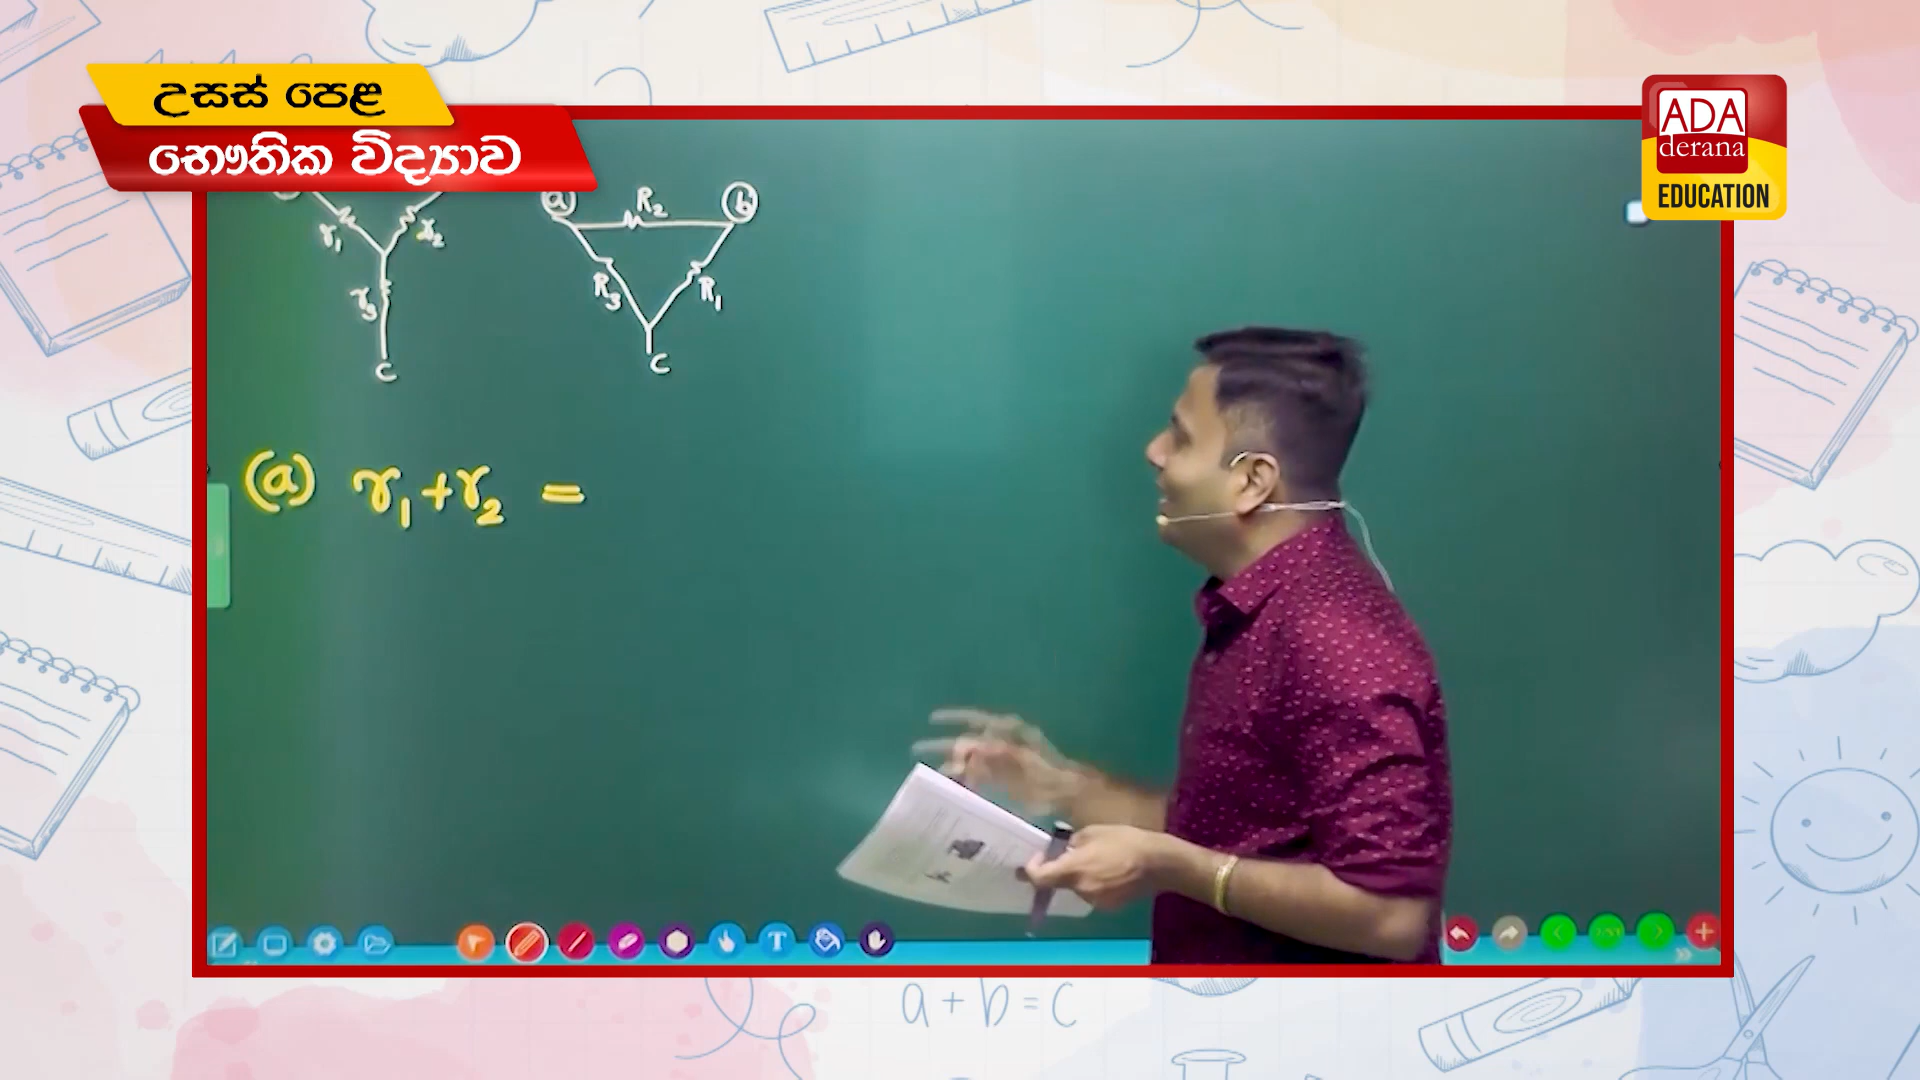 උසස් පෙළ
භෞතික විද්‍යාව
ADA
derana
EDUCATION
a R2 b
r1 r2
R3 R1
r3
C C
(a) r1+r2 =
T
a+b=c